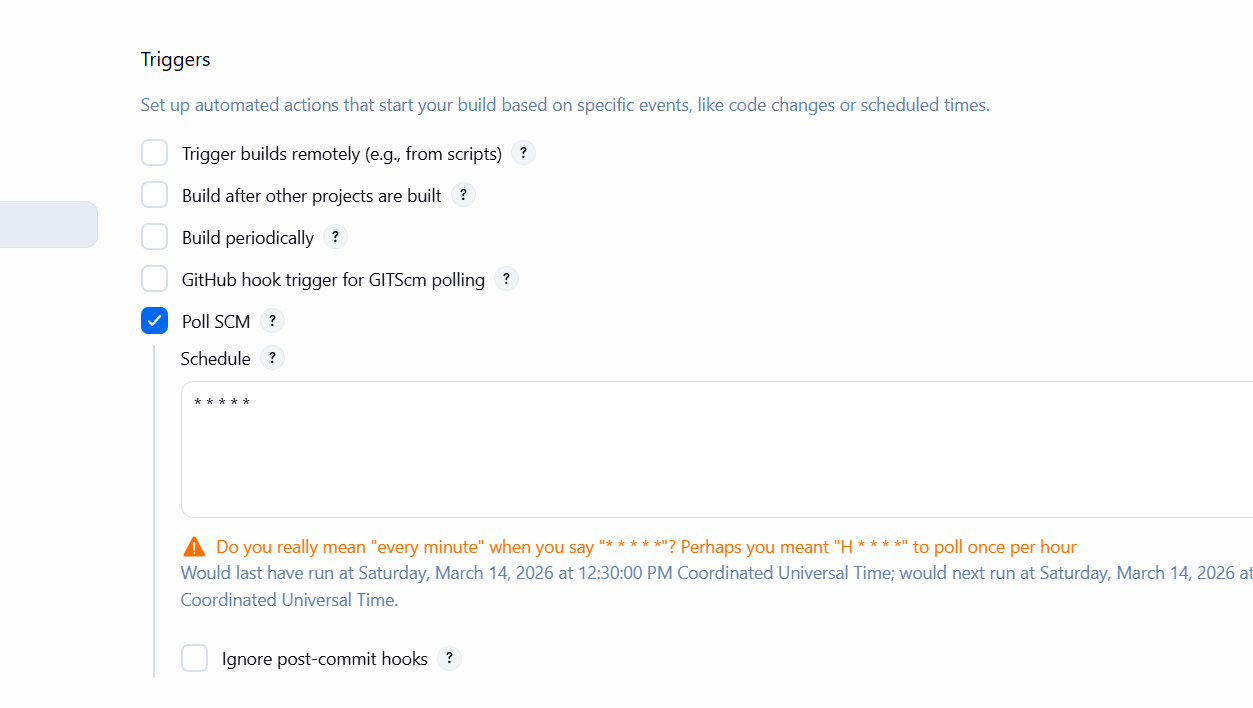 Triggers
Set up automated actions that start your build based on specific events, like code changes or scheduled times.
Trigger builds remotely (e.g., from scripts) ?
Build after other projects are built ?
Build periodically ?
GitHub hook trigger for GITScm polling ?
Poll SCM ?
Schedule ?
* * * * *
Do you really mean "every minute" when you say "* * * * *"? Perhaps you meant "H * * * *" to poll once per hour
Would last have run at Saturday, March 14, 2026 at 12:30:00 PM Coordinated Universal Time; would next run at Saturday, March 14, 2026 at
Coordinated Universal Time.
Ignore post-commit hooks ?